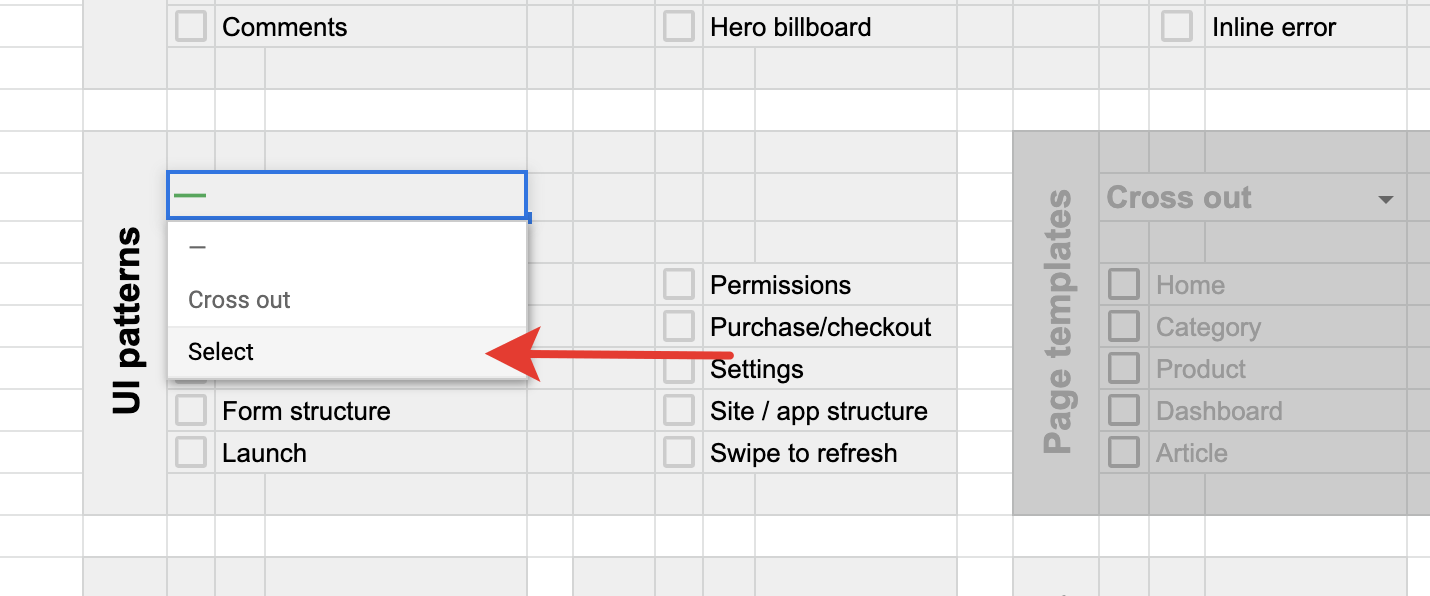 Comments
Hero billboard
Inline error
UI patterns
—
—
Cross out
Select
Form structure
Launch
Permissions
Purchase/checkout
Settings
Site / app structure
Swipe to refresh
Page templates
Cross out
Home
Category
Product
Dashboard
Article